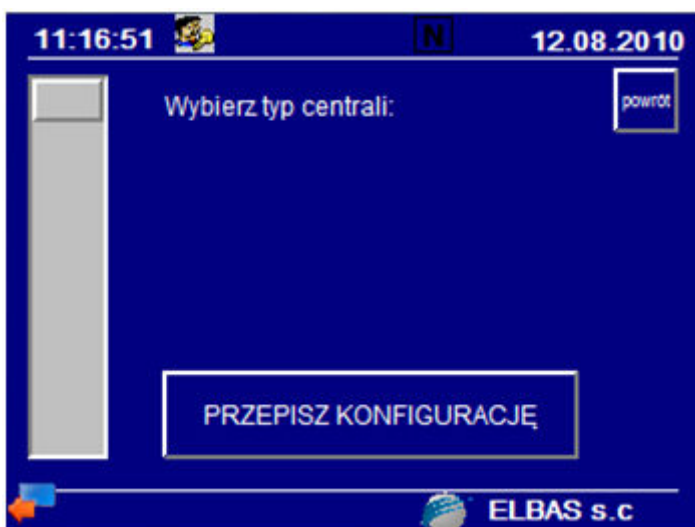 11:16:51 N 12.08.2010
Wybierz typ centrali:
powrót
PRZEPISZ KONFIGURACJĘ
ELBAS s.c